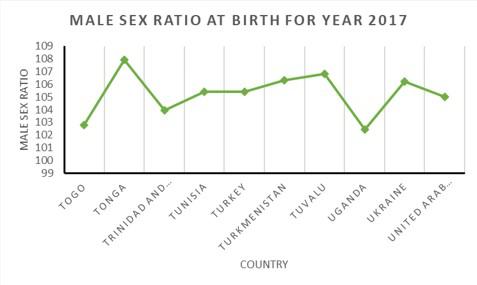 MALE SEX RATIO AT BIRTH FOR YEAR 2017
MALE SEX RATIO
109
108
107
106
105
104
103
102
101
100
99
TOGO
TONGA
TRINIDAD AND...
TUNISIA
TURKEY
TURKMENISTAN
TUVALU
UGANDA
UKRAINE
UNITED ARAB...
COUNTRY